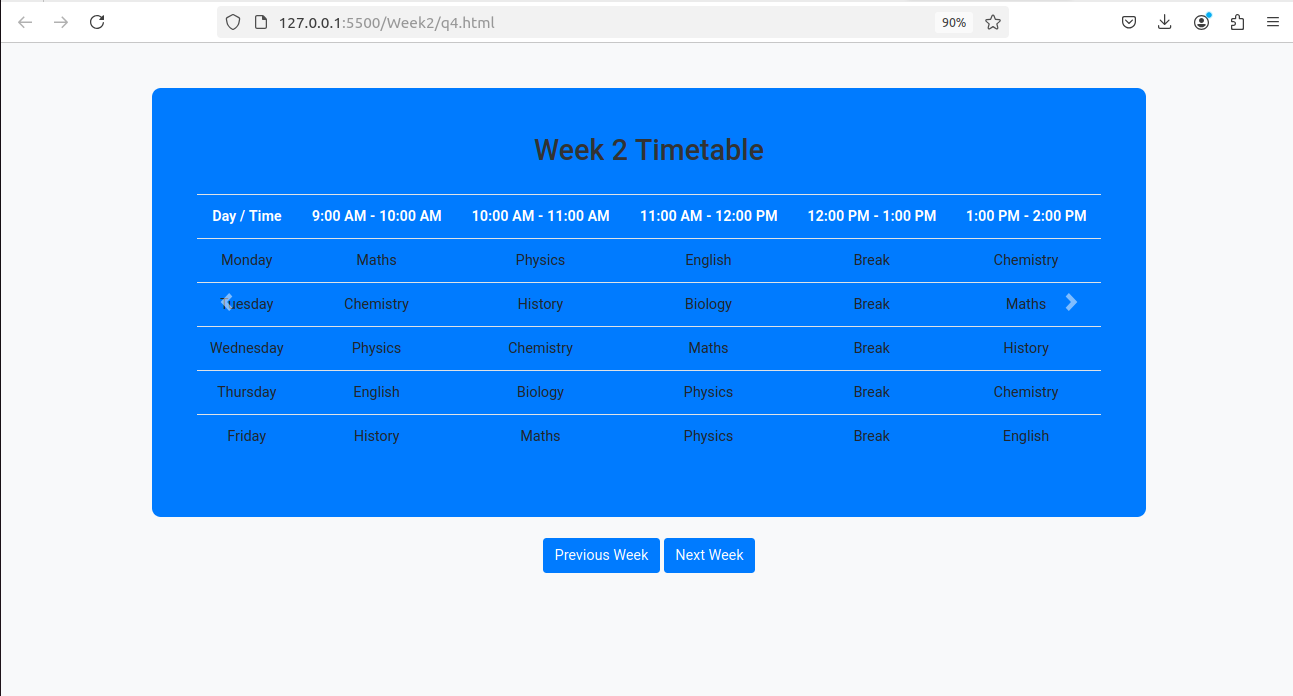 127.0.0.1:5500/Week2/q4.html 90%
Week 2 Timetable
Day / Time 9:00 AM - 10:00 AM 10:00 AM - 11:00 AM 11:00 AM - 12:00 PM 12:00 PM - 1:00 PM 1:00 PM - 2:00 PM
Monday Maths Physics English Break Chemistry
Tuesday Chemistry History Biology Break Maths
Wednesday Physics Chemistry Maths Break History
Thursday English Biology Physics Break Chemistry
Friday History Maths Physics Break English
Previous Week Next Week